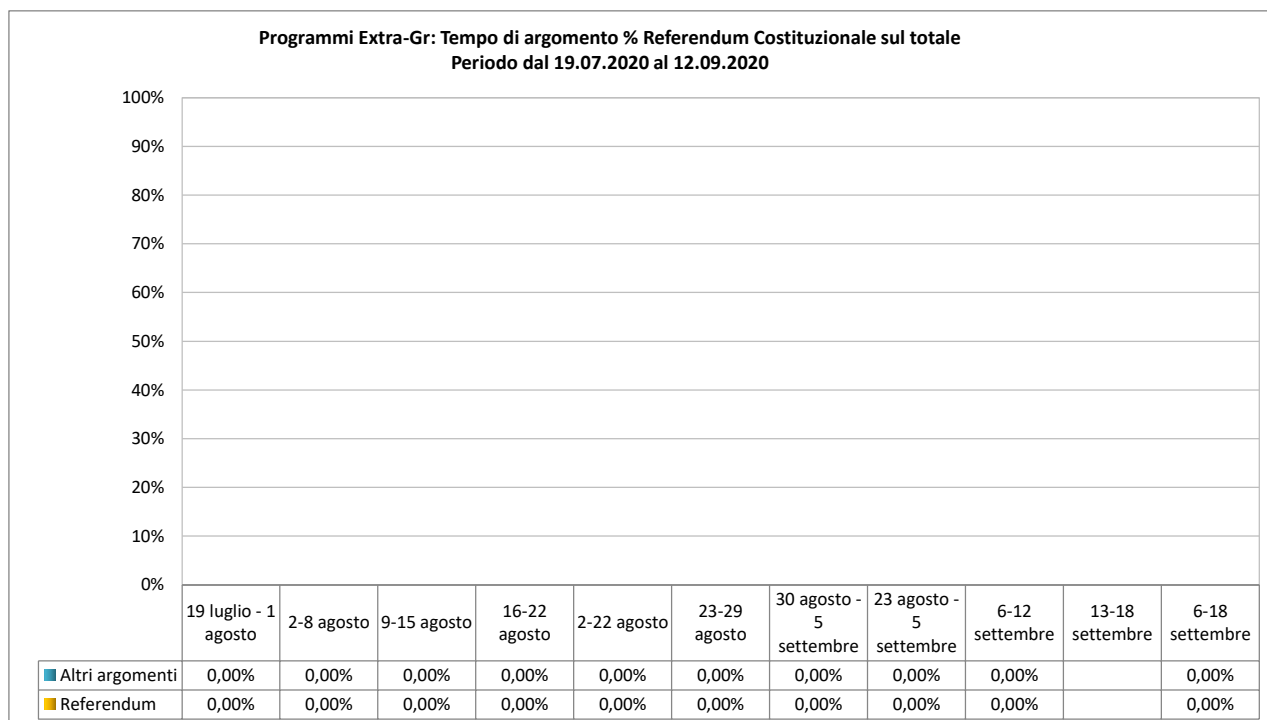 Programmi Extra-Gr: Tempo di argomento % Referendum Costituzionale sul totale
Periodo dal 19.07.2020 al 12.09.2020
100%
90%
80%
70%
60%
50%
40%
30%
20%
10%
0%
19 luglio - 1
agosto
2-8 agosto
9-15 agosto
16-22
agosto
2-22 agosto
23-29
agosto
30 agosto -
5
settembre
23 agosto -
5
settembre
6-12
settembre
13-18
settembre
6-18
settembre
Altri argomenti 0,00% 0,00% 0,00% 0,00% 0,00% 0,00% 0,00% 0,00% 0,00% 0,00%
Referendum 0,00% 0,00% 0,00% 0,00% 0,00% 0,00% 0,00% 0,00% 0,00% 0,00%